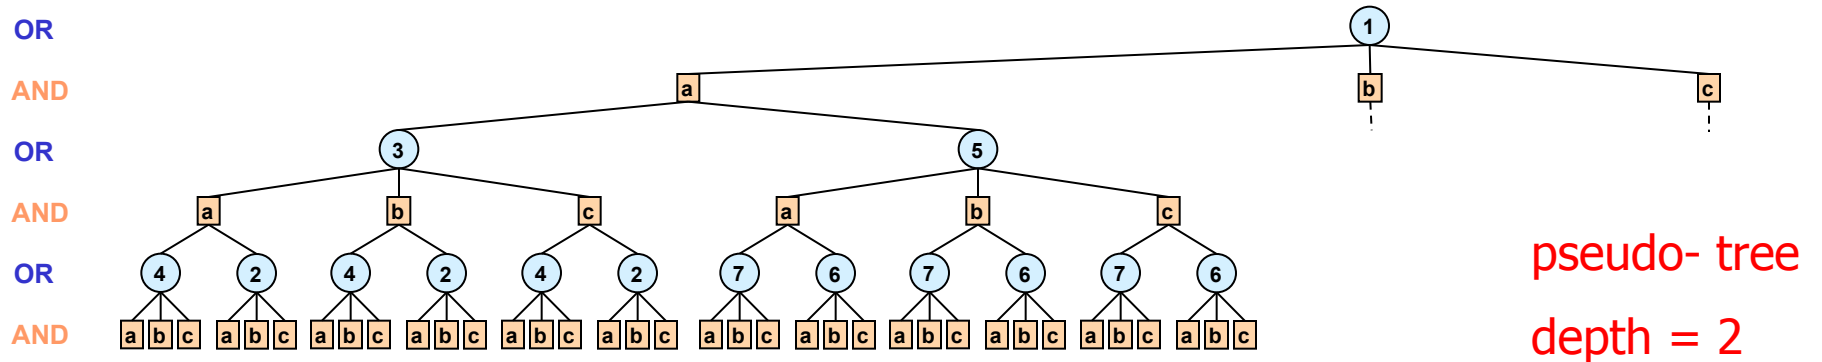 OR 1
AND a b c
OR 3 5
AND a b c a b c
OR 4 2 4 2 4 2 7 6 7 6 7 6
AND a b c a b c a b c a b c a b c a b c a b c a b c a b c a b c a b c a b c
pseudo- tree
depth = 2